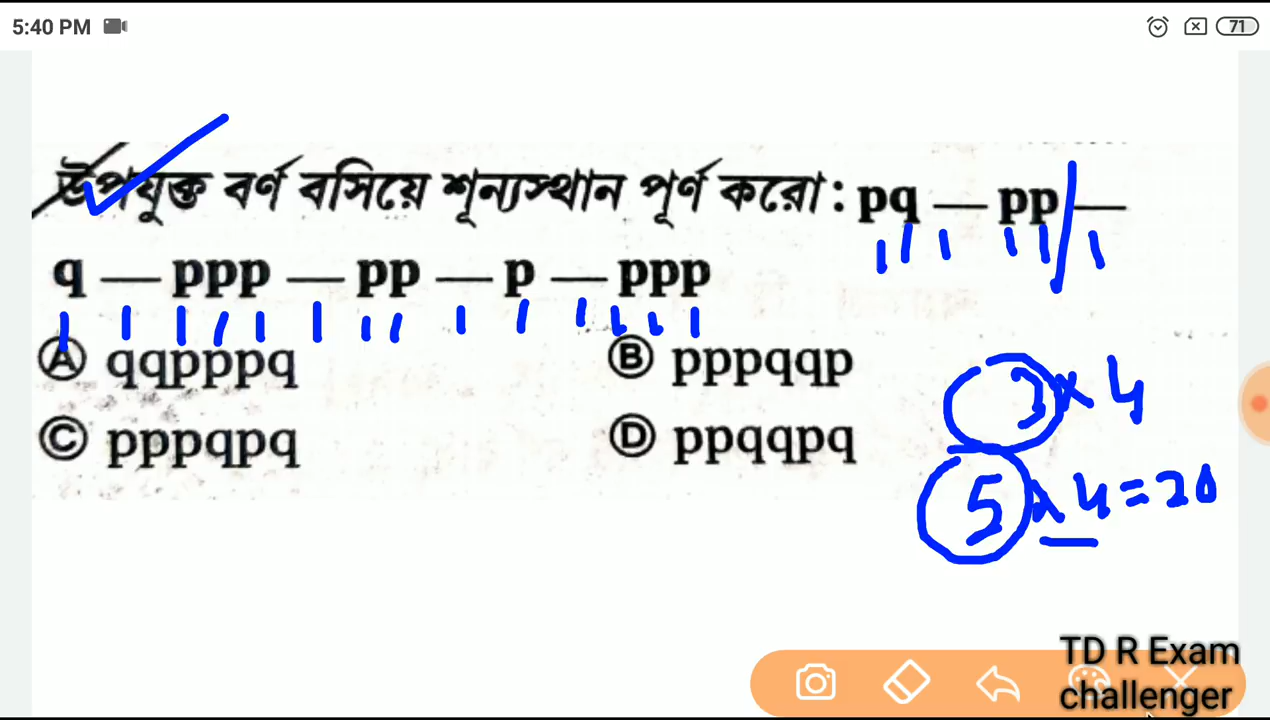 5:40 PM 71
উপযুক্ত বর্ণ বসিয়ে শূন্যস্থান পূর্ণ করো : pq — pp —
q — ppp — pp — p — ppp
Ⓐ qqpppq Ⓑ pppqqp
Ⓒ pppqpq Ⓓ ppqqpq
× 4
5 × 4 = 20
TD R Exam
challenger